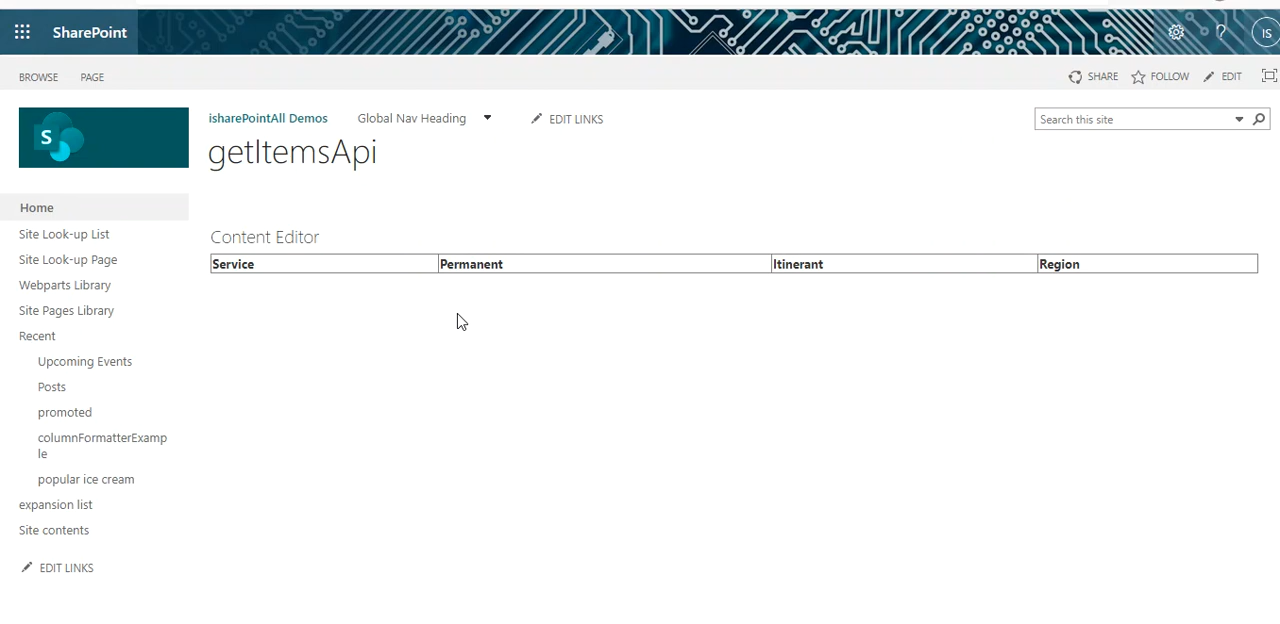 SharePoint
IS
BROWSE PAGE
SHARE FOLLOW EDIT
S
isharePointAll Demos Global Nav Heading EDIT LINKS
Search this site
getItemsApi
Home
Site Look-up List
Site Look-up Page
Webparts Library
Site Pages Library
Recent
Upcoming Events
Posts
promoted
columnFormatterExamp
le
popular ice cream
expansion list
Site contents
EDIT LINKS
Content Editor
Service Permanent Itinerant Region